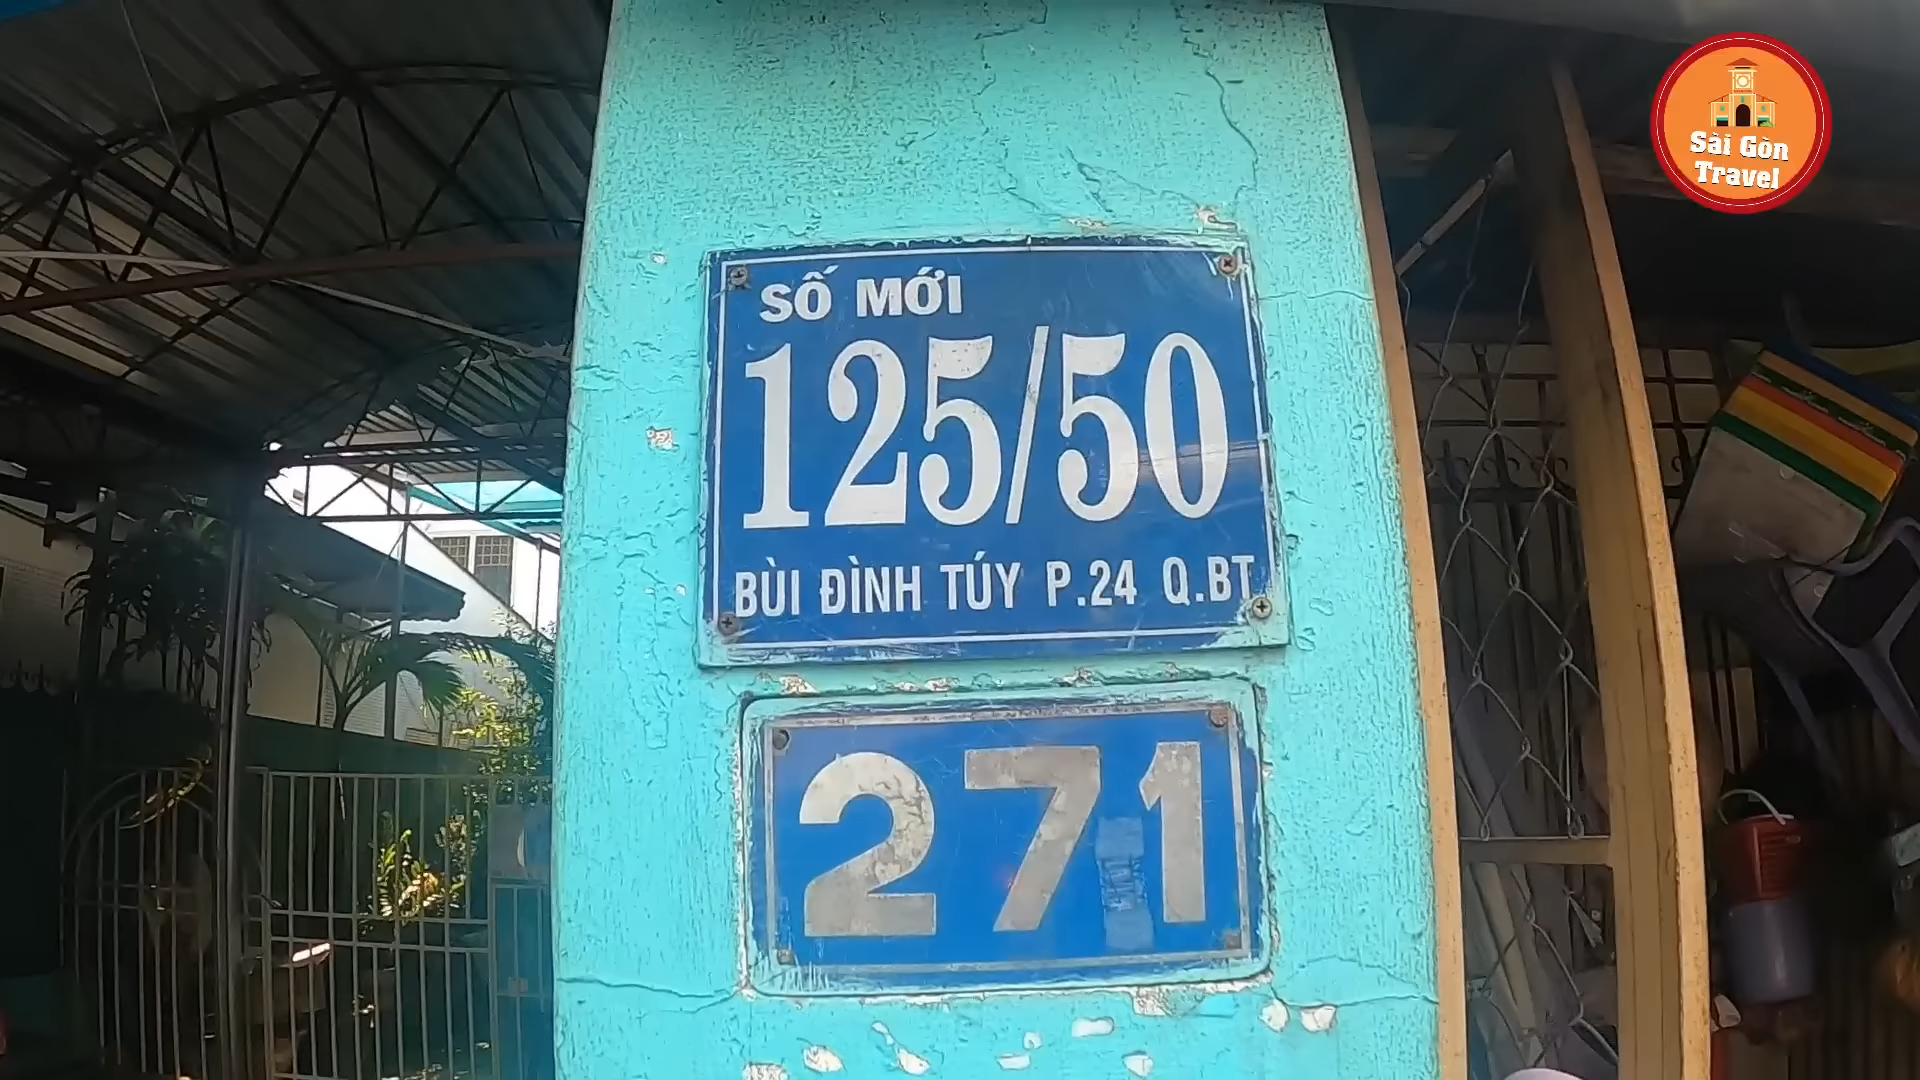 SỐ MỚI
125/50
BÙI ĐÌNH TÚY P.24 Q.BT
271
Sài Gòn
Travel